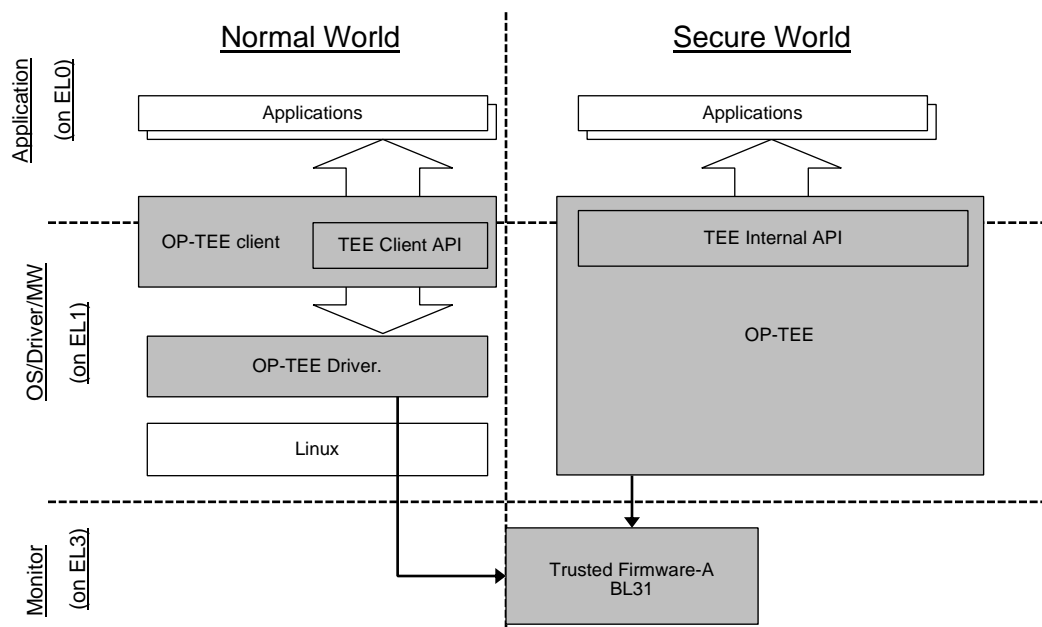 Normal World
Secure World
Application
(on EL0)
Applications
Applications
OP-TEE client
TEE Client API
TEE Internal API
OS/Driver/MW
(on EL1)
OP-TEE
OP-TEE Driver.
Linux
Monitor
(on EL3)
Trusted Firmware-A
BL31